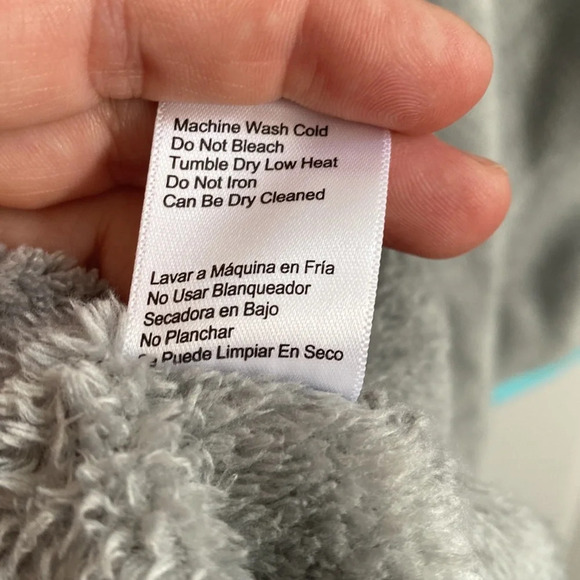 Machine Wash Cold
Do Not Bleach
Tumble Dry Low Heat
Do Not Iron
Can Be Dry Cleaned
Lavar a Máquina en Fría
No Usar Blanqueador
Secadora en Bajo
No Planchar
Se Puede Limpiar En Seco